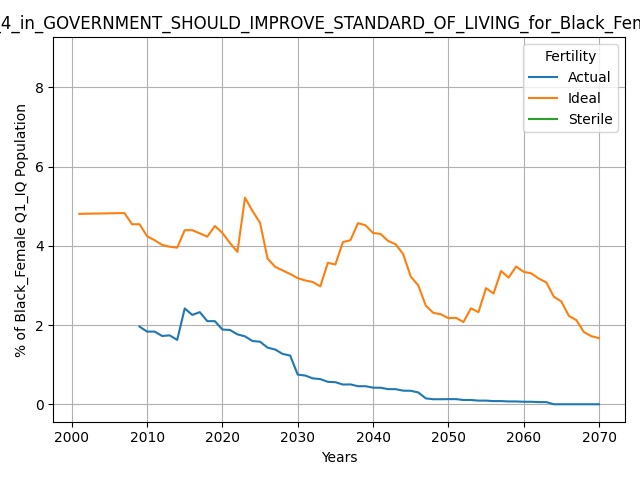 _4_in_GOVERNMENT_SHOULD_IMPROVE_STANDARD_OF_LIVING_for_Black_Fem
% of Black_Female Q1_IQ Population
8
6
4
2
0
Fertility
Actual
Ideal
Sterile
2000 2010 2020 2030 2040 2050 2060 2070
Years